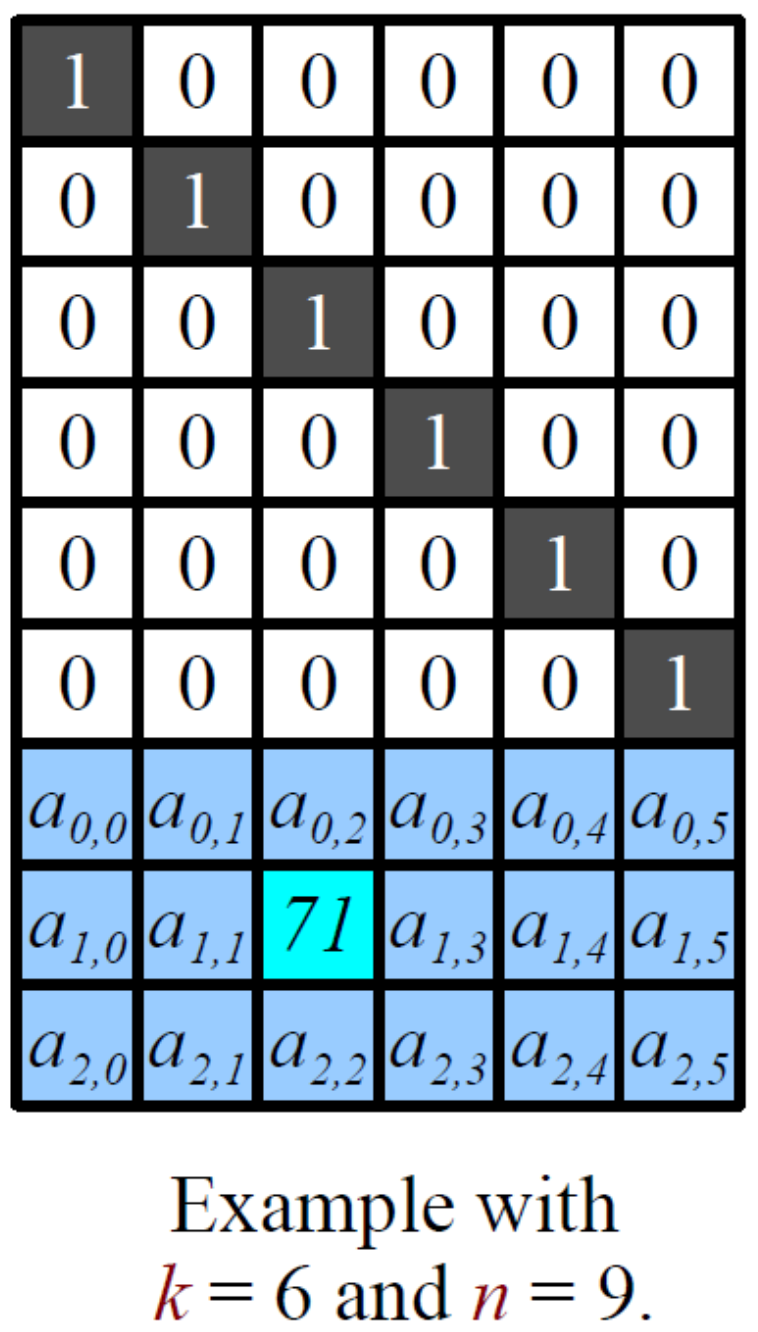 1 0 0 0 0 0
0 1 0 0 0 0
0 0 1 0 0 0
0 0 0 1 0 0
0 0 0 0 1 0
0 0 0 0 0 1
a0,0 a0,1 a0,2 a0,3 a0,4 a0,5
a1,0 a1,1 71 a1,3 a1,4 a1,5
a2,0 a2,1 a2,2 a2,3 a2,4 a2,5
Example with
k = 6 and n = 9.